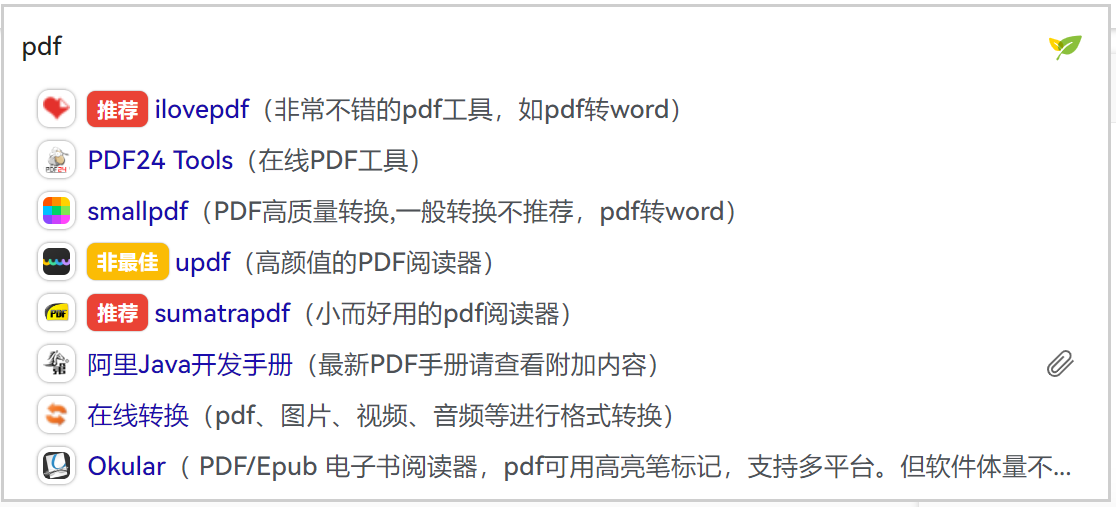 pdf
推荐 ilovepdf（非常不错的pdf工具，如pdf转word）
PDF24 Tools（在线PDF工具）
smallpdf（PDF高质量转换,一般转换不推荐，pdf转word）
非最佳 updf（高颜值的PDF阅读器）
PDF 推荐 sumatrapdf（小而好用的pdf阅读器）
阿里Java开发手册（最新PDF手册请查看附加内容）
在线转换（pdf、图片、视频、音频等进行格式转换）
Okular（ PDF/Epub 电子书阅读器，pdf可用高亮笔标记，支持多平台。但软件体量不...